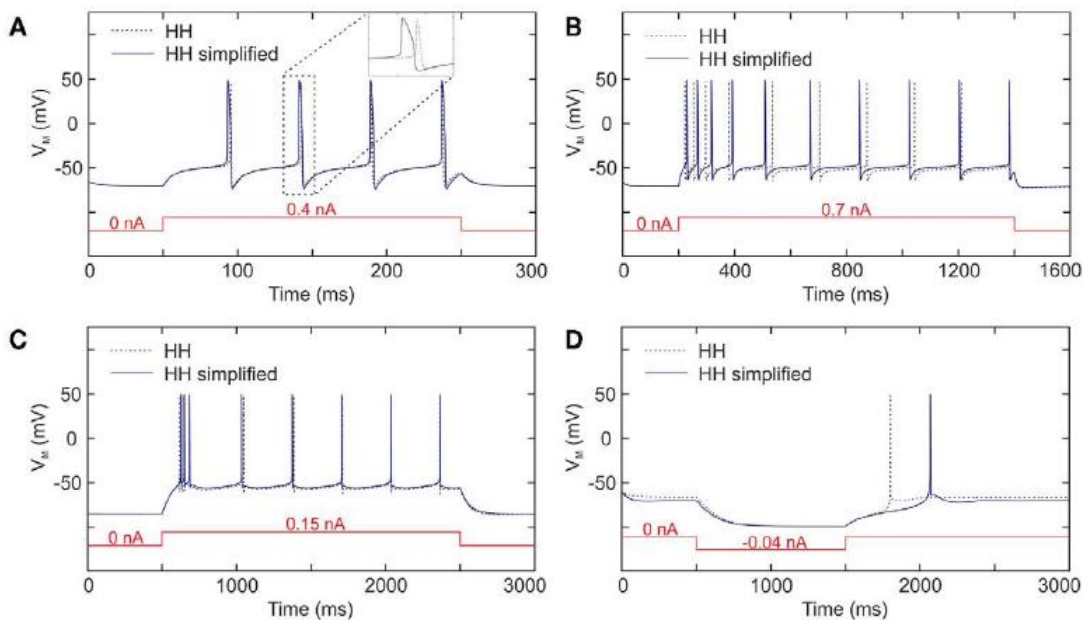 A
HH
HH simplified
50
0
-50
V_M (mV)
0 nA
0.4 nA
0
100
200
300
Time (ms)
B
HH
HH simplified
50
0
-50
V_M (mV)
0 nA
0.7 nA
0
400
800
1200
1600
Time (ms)
C
HH
HH simplified
50
0
-50
V_M (mV)
0 nA
0.15 nA
0
1000
2000
3000
Time (ms)
D
HH
HH simplified
50
0
-50
V_M (mV)
0 nA
-0.04 nA
0
1000
2000
3000
Time (ms)